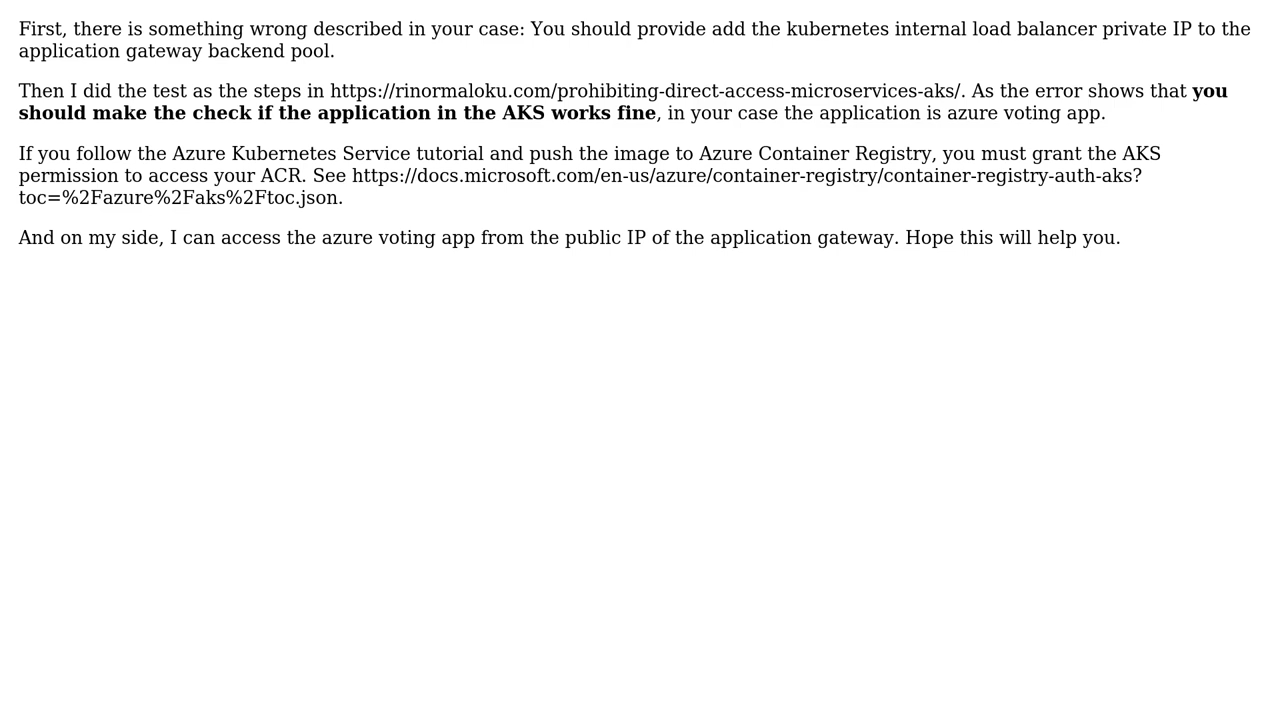 First, there is something wrong described in your case: You should provide add the kubernetes internal load balancer private IP to the
application gateway backend pool.
Then I did the test as the steps in https://rinormaloku.com/prohibiting-direct-access-microservices-aks/. As the error shows that you
should make the check if the application in the AKS works fine, in your case the application is azure voting app.
If you follow the Azure Kubernetes Service tutorial and push the image to Azure Container Registry, you must grant the AKS
permission to access your ACR. See https://docs.microsoft.com/en-us/azure/container-registry/container-registry-auth-aks?
toc=%2Fazure%2Faks%2Ftoc.json.
And on my side, I can access the azure voting app from the public IP of the application gateway. Hope this will help you.